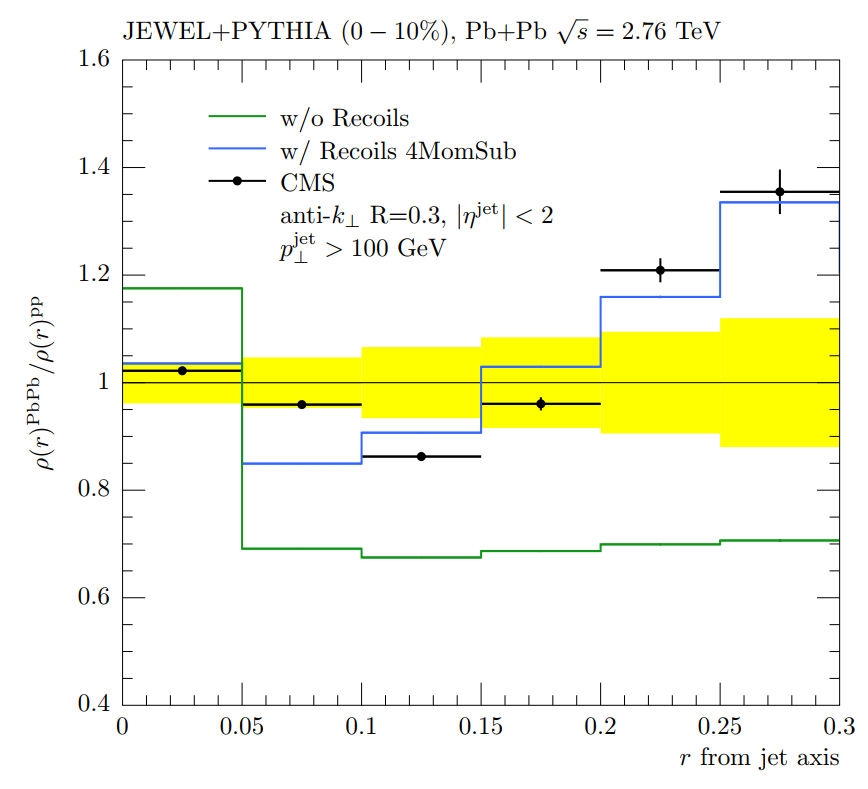 JEWEL+PYTHIA (0 − 10%), Pb+Pb √s = 2.76 TeV
w/o Recoils
w/ Recoils 4MomSub
CMS
anti-k⊥ R=0.3, |η^jet| < 2
p⊥^jet > 100 GeV
1.6
1.4
1.2
1
0.8
0.6
0.4
ρ(r)^PbPb/ρ(r)^pp
0 0.05 0.1 0.15 0.2 0.25 0.3
r from jet axis